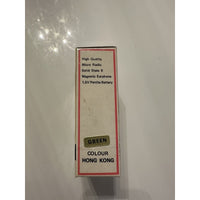 High Quality
Micro Radio
Solid State 8
Magnetic Earphone
1.5V Penlite Battery
GREEN
COLOUR
HONG KONG